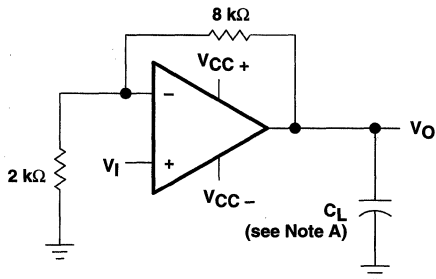 8 kΩ
VCC +
−
VO
VI
+
2 kΩ
VCC −
CL
(see Note A)